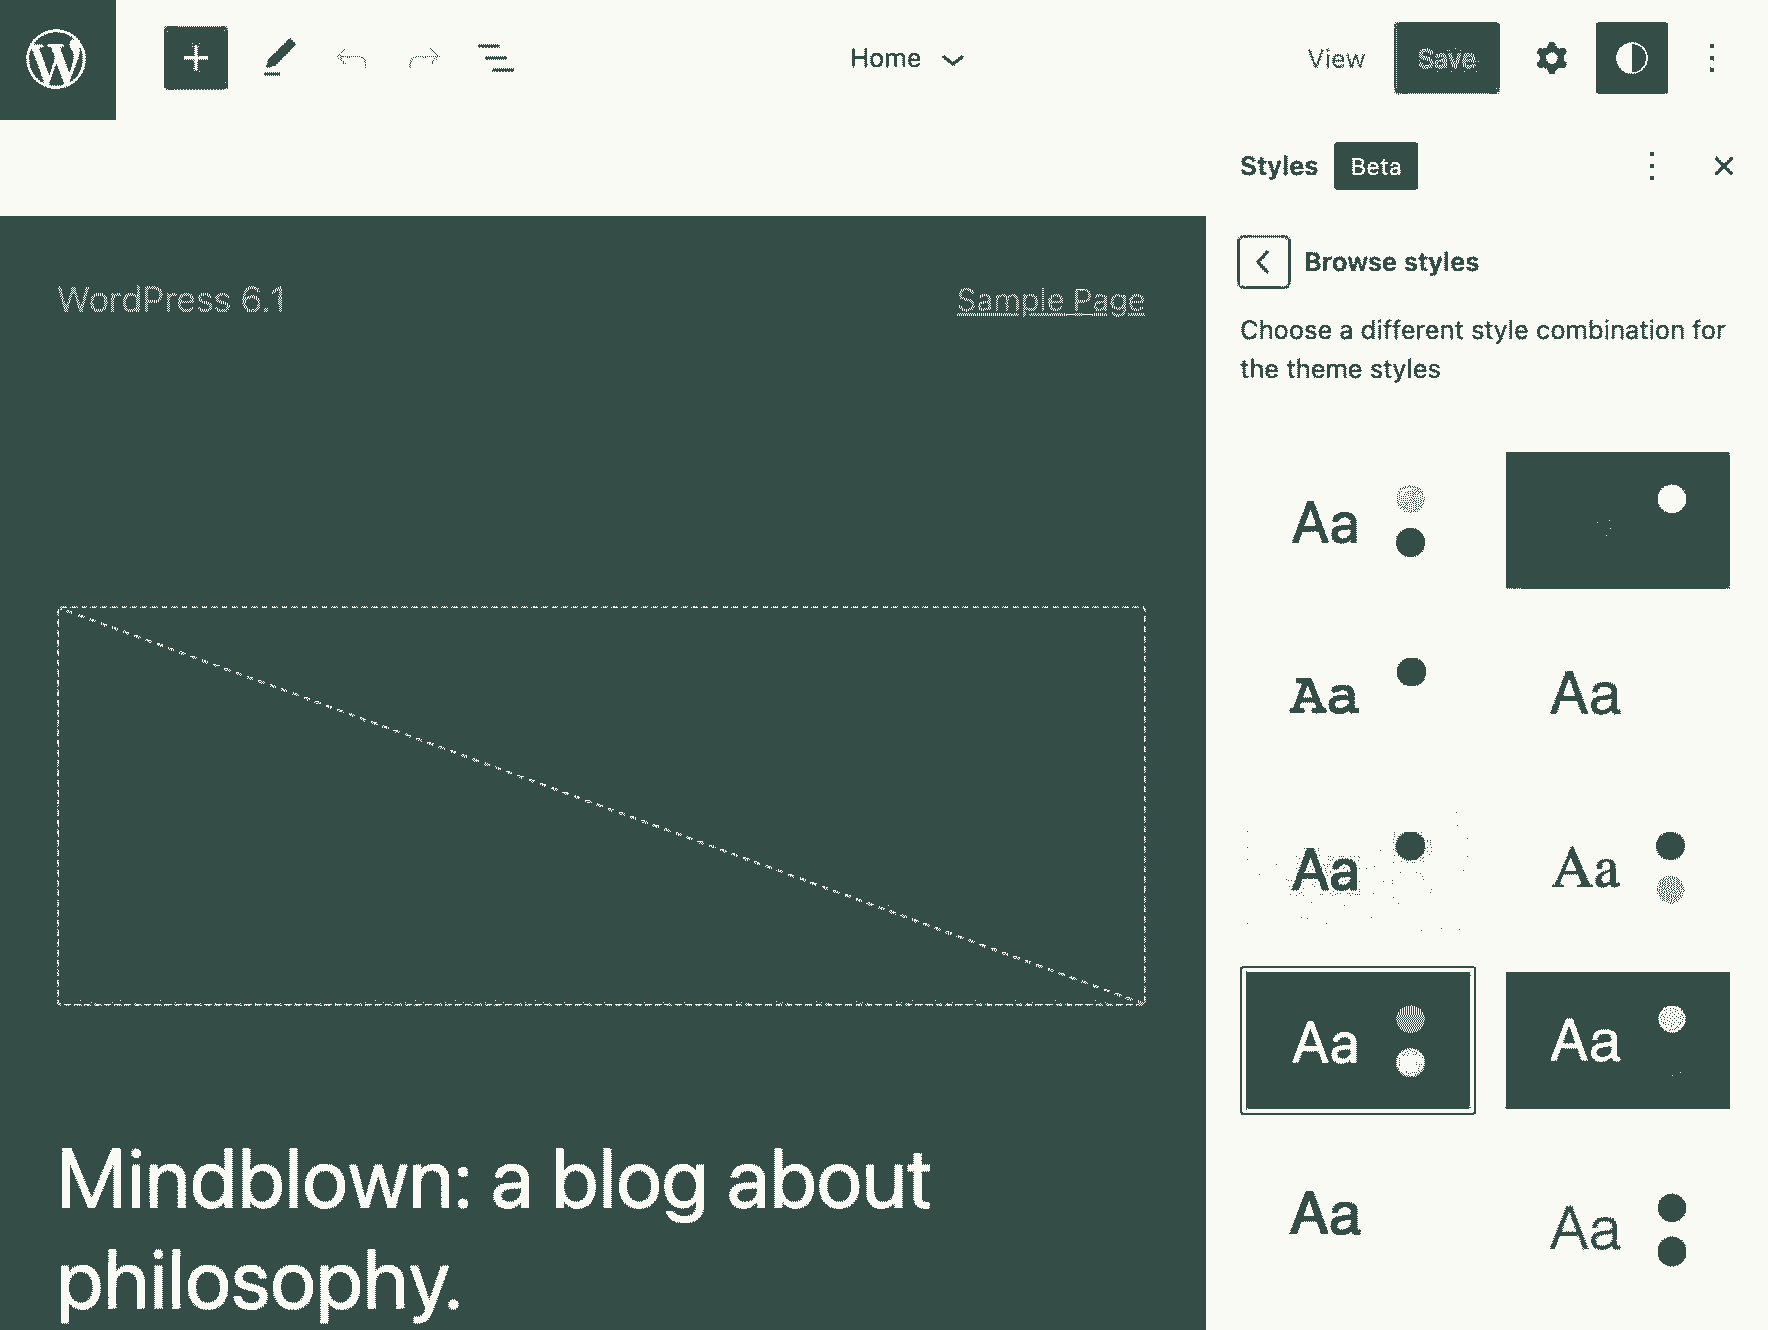 Home
View
Save
Styles
Beta
Browse styles
Choose a different style combination for
the theme styles
WordPress 6.1
Sample Page
Aa
Aa
Aa
Aa
Aa
Aa
Aa
Aa
Aa
Mindblown: a blog about
philosophy.